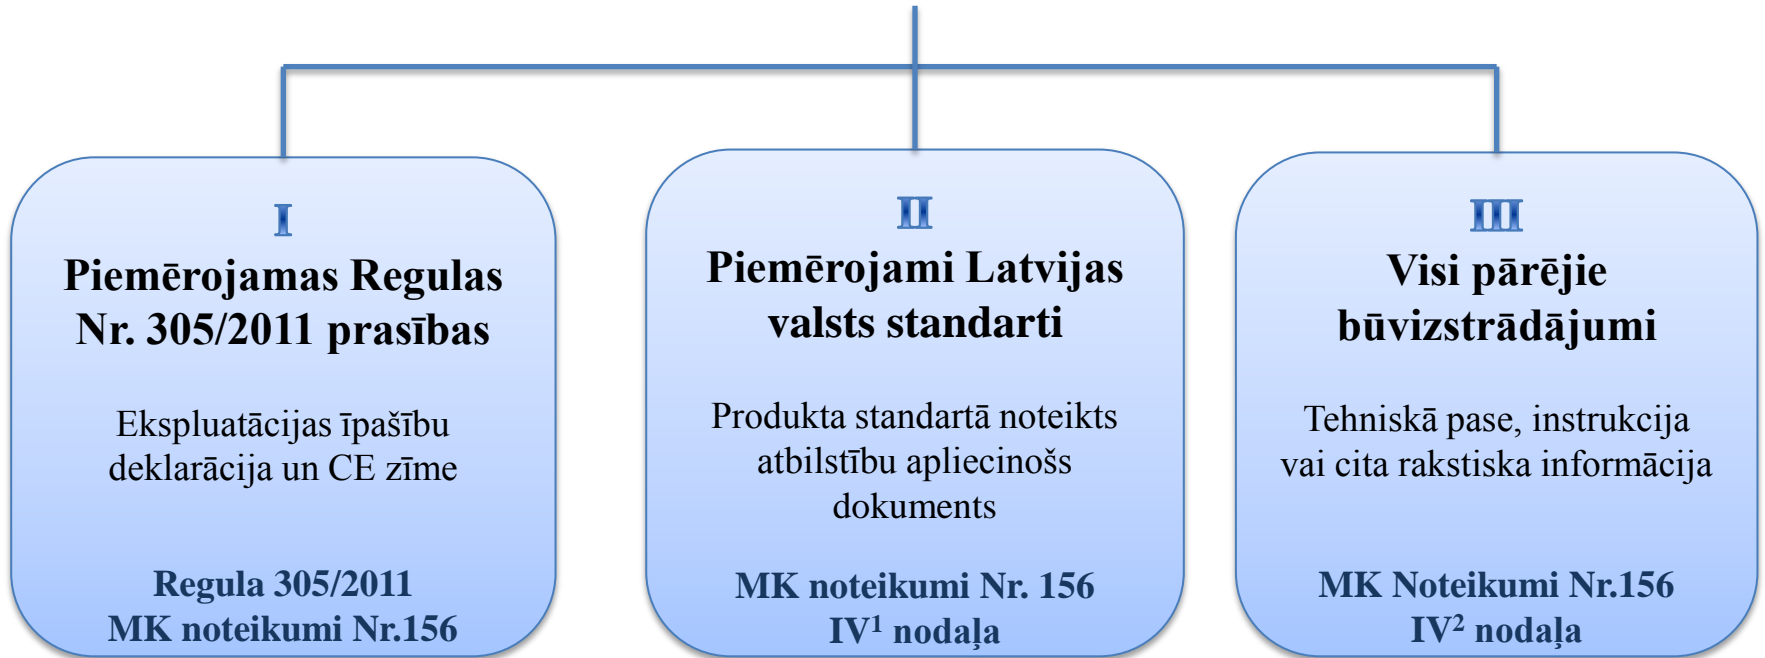 I
Piemērojamas Regulas
Nr. 305/2011 prasības
Ekspluatācijas īpašību
deklarācija un CE zīme
Regula 305/2011
MK noteikumi Nr.156
II
Piemērojami Latvijas
valsts standarti
Produkta standartā noteikts
atbilstību apliecinošs
dokuments
MK noteikumi Nr. 156
IV¹ nodaļa
III
Visi pārējie
būvizstrādājumi
Tehniskā pase, instrukcija
vai cita rakstiska informācija
MK Noteikumi Nr.156
IV² nodaļa